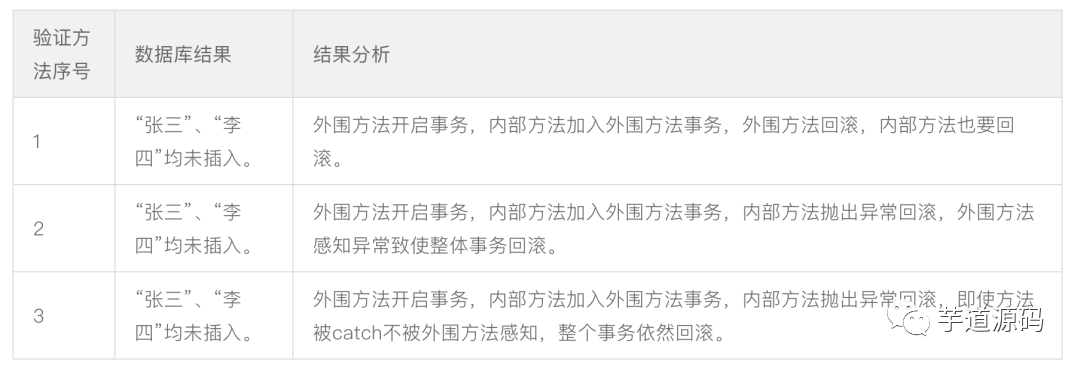 验证方
法序号
数据库结果
结果分析
1
“张三”、“李
四”均未插入。
外围方法开启事务，内部方法加入外围方法事务，外围方法回滚，内部方法也要回
滚。
2
“张三”、“李
四”均未插入。
外围方法开启事务，内部方法加入外围方法事务，内部方法抛出异常回滚，外围方法
感知异常致使整体事务回滚。
3
“张三”、“李
四”均未插入。
外围方法开启事务，内部方法加入外围方法事务，内部方法抛出异常回滚，即使方法
被catch不被外围方法感知，整个事务依然回滚。
芋道源码